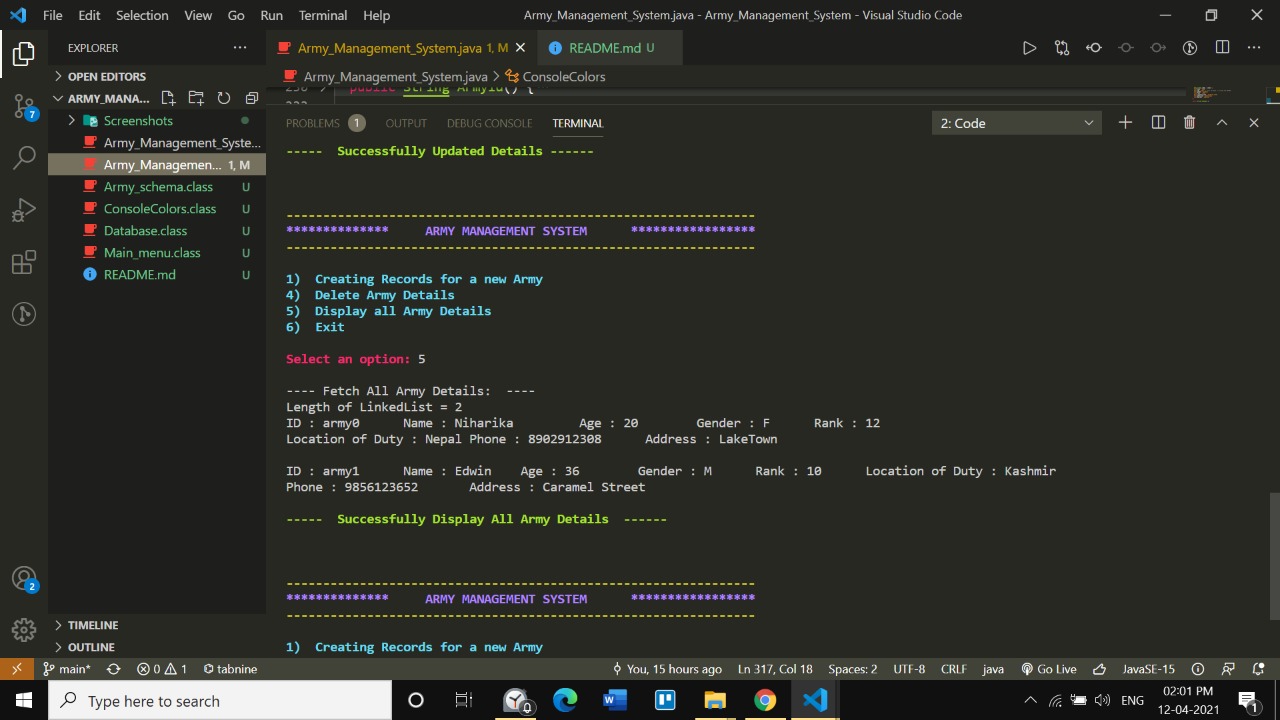 File Edit Selection View Go Run Terminal Help Army_Management_System.java - Army_Management_System - Visual Studio Code
EXPLORER
Army_Management_System.java 1, M
README.md U
OPEN EDITORS
Army_Management_System.java > ConsoleColors
ARMY_MANA...
public String ArmyId() {
Screenshots
PROBLEMS 1 OUTPUT DEBUG CONSOLE TERMINAL
2: Code
Army_Management_Syste...
Army_Managemen... 1, M
Army_schema.class U
ConsoleColors.class U
Database.class U
Main_menu.class U
README.md U
----- Successfully Updated Details ------
----------------------------------------------------------------
************** ARMY MANAGEMENT SYSTEM *****************
----------------------------------------------------------------
1) Creating Records for a new Army
4) Delete Army Details
5) Display all Army Details
6) Exit
Select an option: 5
---- Fetch All Army Details: ----
Length of LinkedList = 2
ID : army0 Name : Niharika Age : 20 Gender : F Rank : 12
Location of Duty : Nepal Phone : 8902912308 Address : LakeTown
ID : army1 Name : Edwin Age : 36 Gender : M Rank : 10 Location of Duty : Kashmir
Phone : 9856123652 Address : Caramel Street
----- Successfully Display All Army Details ------
----------------------------------------------------------------
************** ARMY MANAGEMENT SYSTEM *****************
----------------------------------------------------------------
1) Creating Records for a new Army
7
2
TIMELINE
OUTLINE
main* 0 1 tabnine You, 15 hours ago Ln 317, Col 18 Spaces: 2 UTF-8 CRLF java Go Live JavaSE-15
Type here to search
ENG
02:01 PM
12-04-2021
1